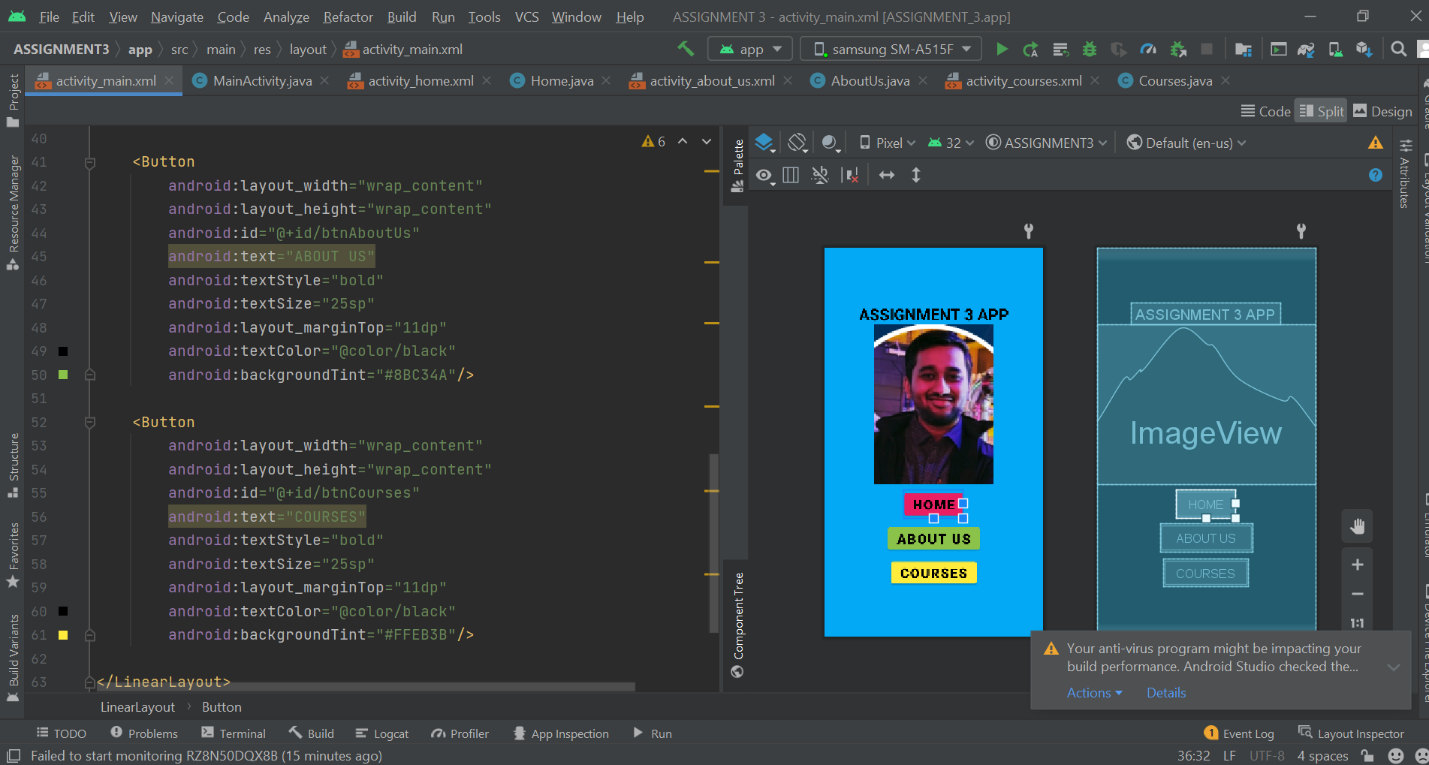 File Edit View Navigate Code Analyze Refactor Build Run Tools VCS Window Help ASSIGNMENT 3 - activity_main.xml [ASSIGNMENT_3.app]
ASSIGNMENT3 app src main res layout activity_main.xml app samsung SM-A515F
activity_main.xml MainActivity.java activity_home.xml Home.java activity_about_us.xml AboutUs.java activity_courses.xml Courses.java
Code Split Design
Project
Resource Manager
Structure
Favorites
Build Variants
6
40
41 <Button
42 android:layout_width="wrap_content"
43 android:layout_height="wrap_content"
44 android:id="@+id/btnAboutUs"
45 android:text="ABOUT US"
46 android:textStyle="bold"
47 android:textSize="25sp"
48 android:layout_marginTop="11dp"
49 android:textColor="@color/black"
50 android:backgroundTint="#8BC34A"/>
51
52 <Button
53 android:layout_width="wrap_content"
54 android:layout_height="wrap_content"
55 android:id="@+id/btnCourses"
56 android:text="COURSES"
57 android:textStyle="bold"
58 android:textSize="25sp"
59 android:layout_marginTop="11dp"
60 android:textColor="@color/black"
61 android:backgroundTint="#FFEB3B"/>
62
63 </LinearLayout>
LinearLayout Button
Palette
Component Tree
Pixel 32 ASSIGNMENT3 Default (en-us)
Attributes
ASSIGNMENT 3 APP
HOME
ABOUT US
COURSES
ASSIGNMENT 3 APP
ImageView
HOME
ABOUT US
COURSES
1:1
Your anti-virus program might be impacting your
build performance. Android Studio checked the...
Actions Details
TODO Problems Terminal Build Logcat Profiler App Inspection Run Event Log Layout Inspector
Failed to start monitoring RZ8N50DQX8B (15 minutes ago) 36:32 LF UTF-8 4 spaces